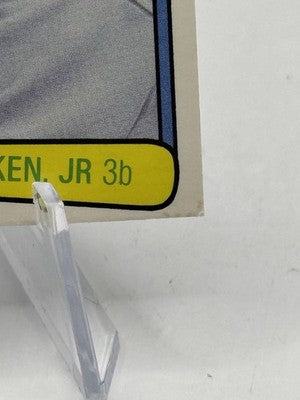 KEN, JR 3b